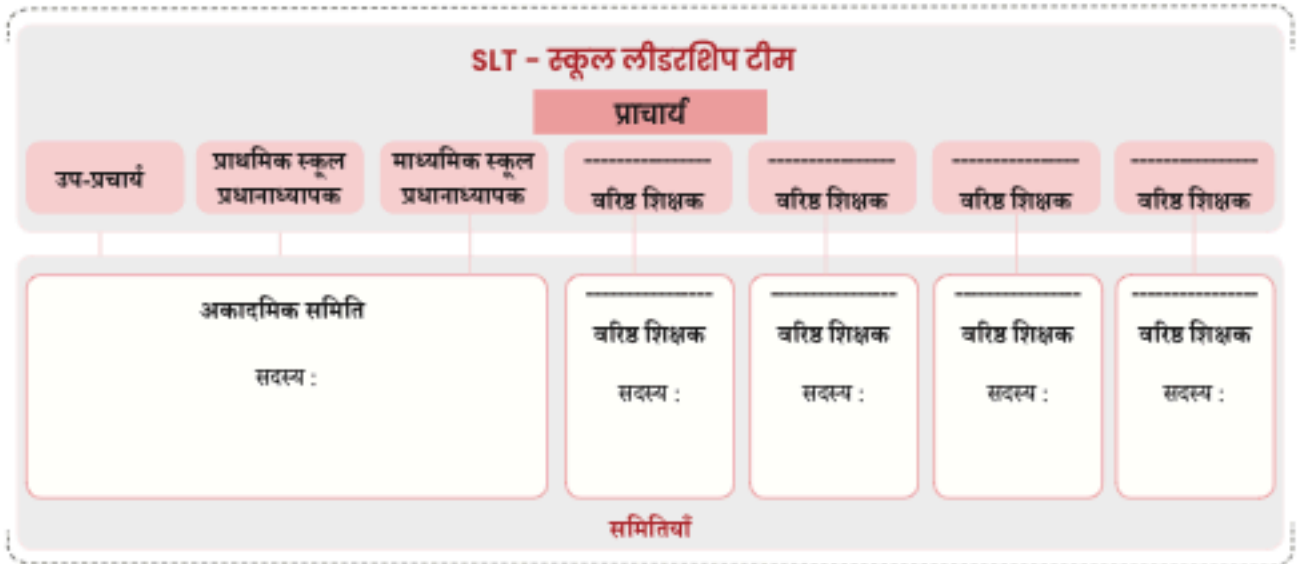 SLT - स्कूल लीडरशिप टीम
प्राचार्य
उप-प्रचार्य
प्राथमिक स्कूल
प्रधानाध्यापक
माध्यमिक स्कूल
प्रधानाध्यापक
----------------
वरिष्ठ शिक्षक
----------------
वरिष्ठ शिक्षक
----------------
वरिष्ठ शिक्षक
----------------
वरिष्ठ शिक्षक
अकादमिक समिति
सदस्य :
----------------
वरिष्ठ शिक्षक
सदस्य :
----------------
वरिष्ठ शिक्षक
सदस्य :
----------------
वरिष्ठ शिक्षक
सदस्य :
----------------
वरिष्ठ शिक्षक
सदस्य :
समितियाँ